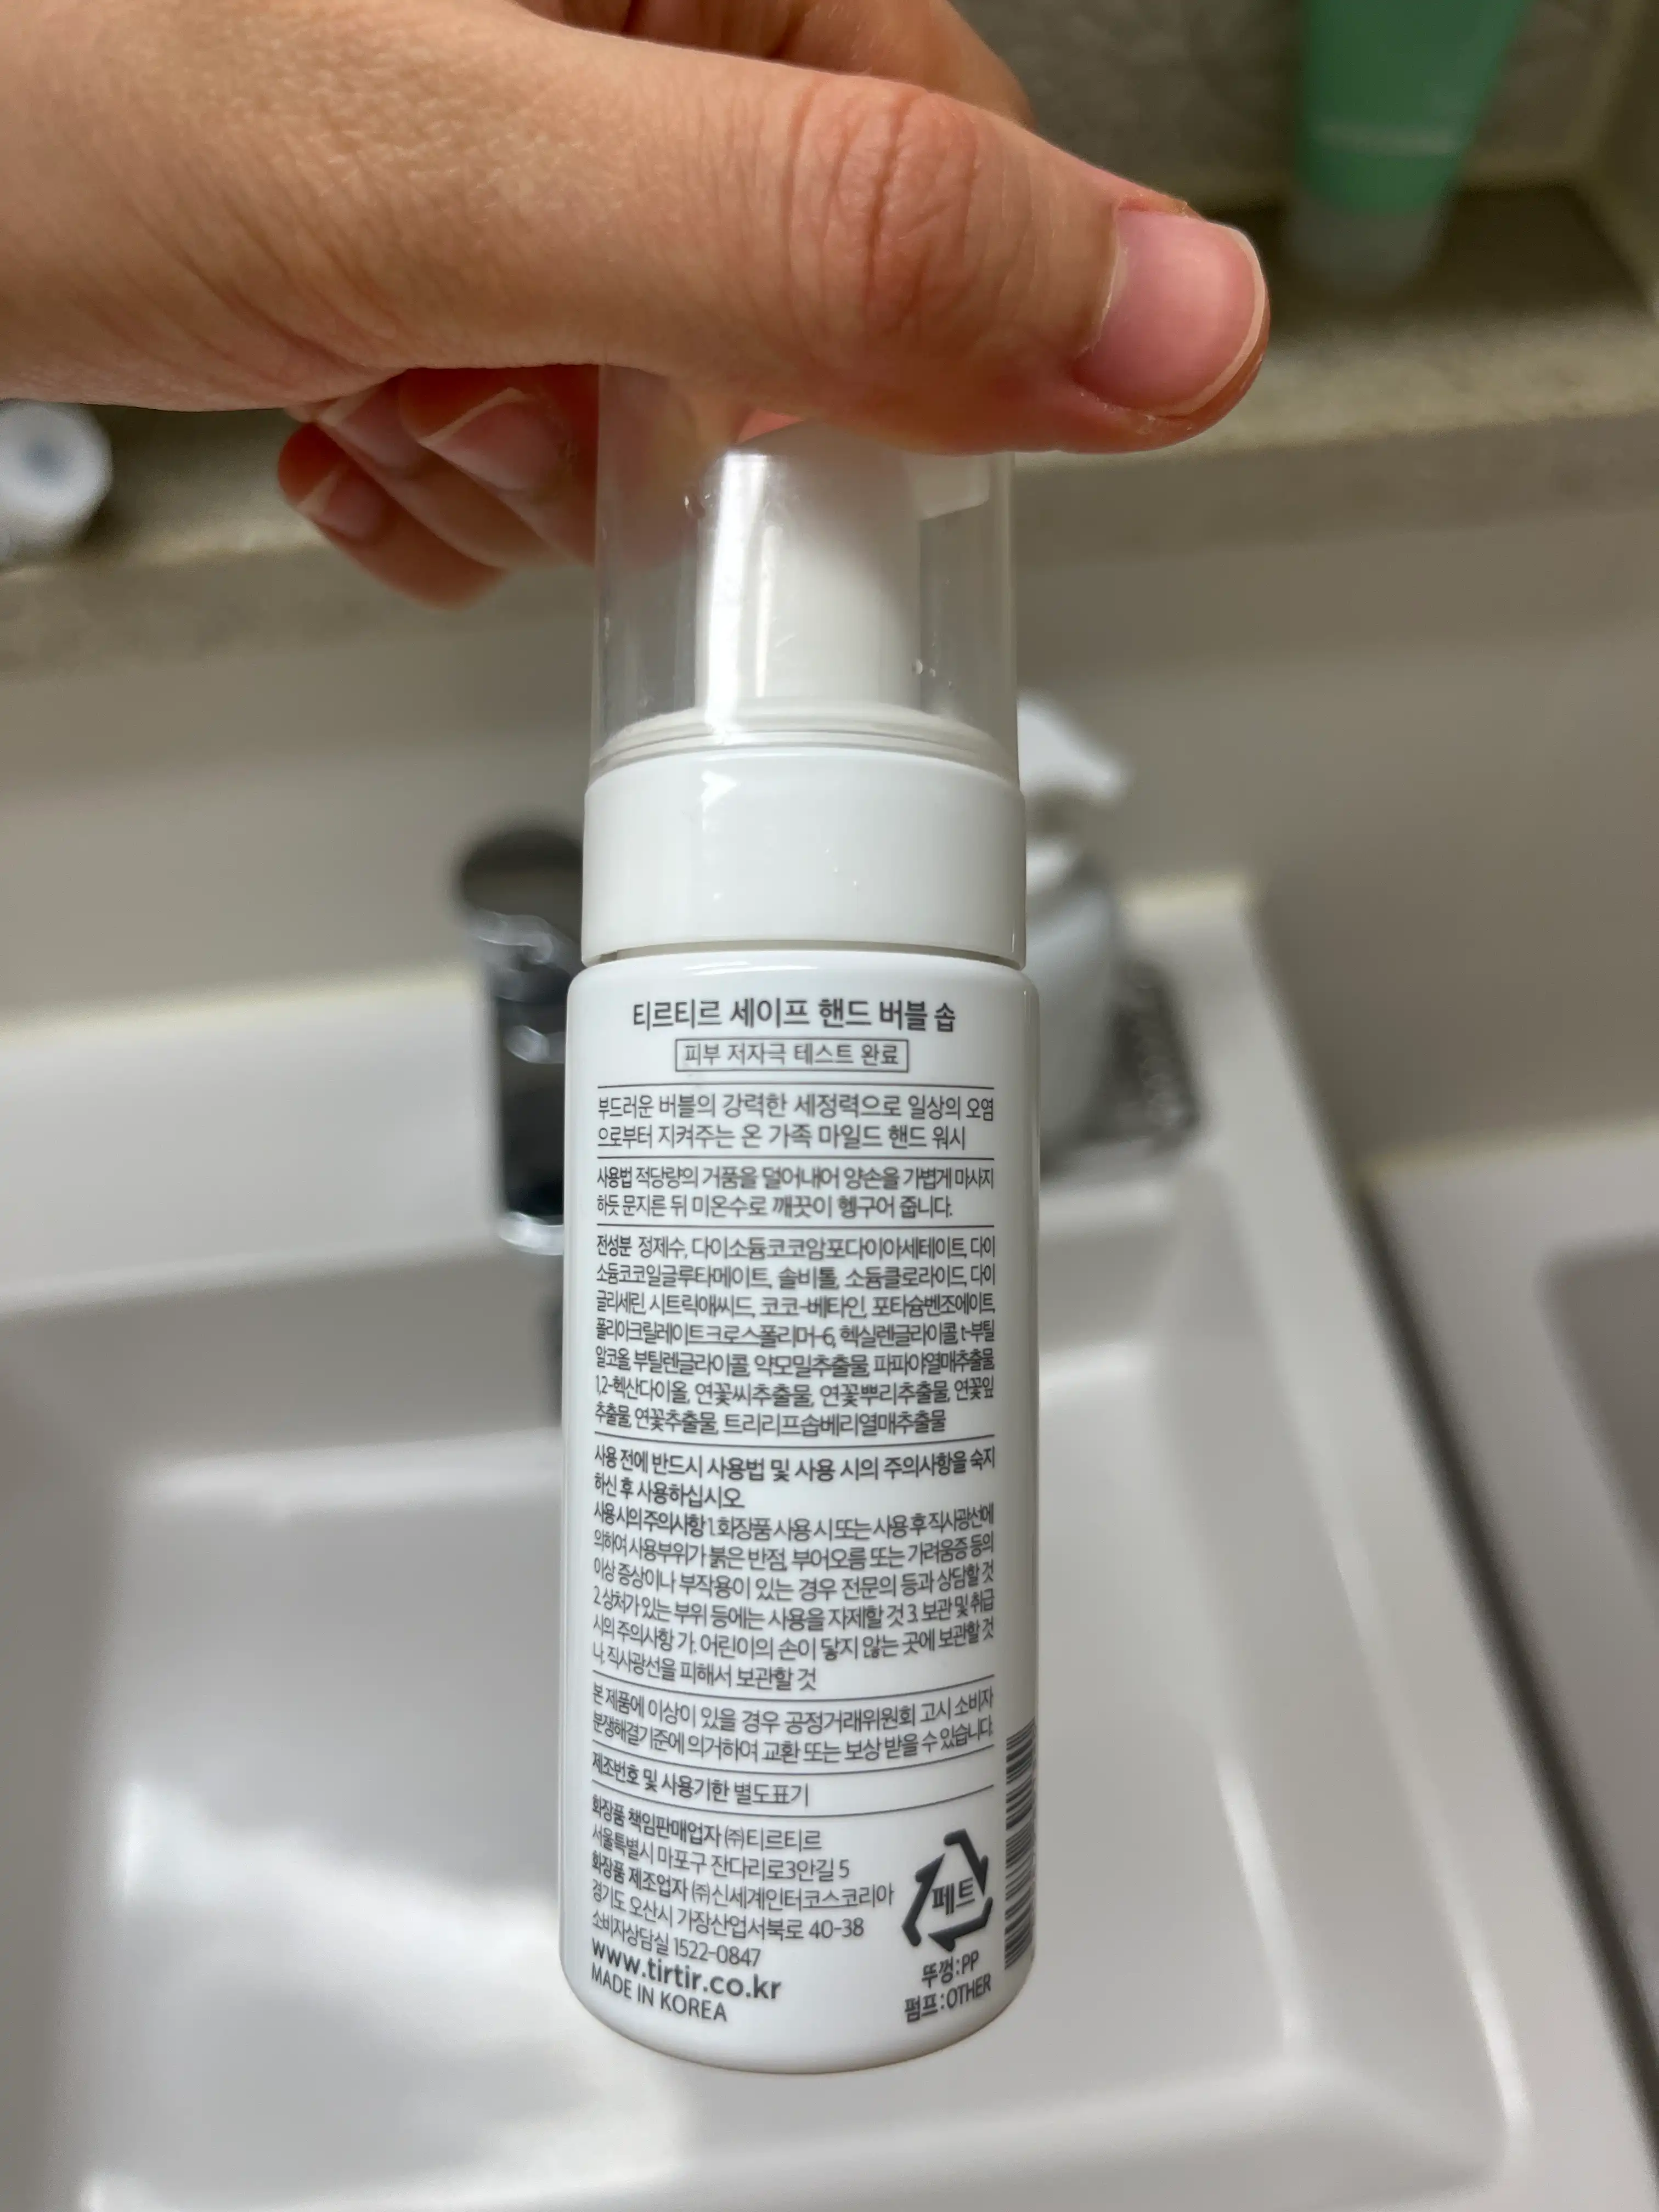 티르티르 세이프 핸드 버블 솝
피부 저자극 테스트 완료
부드러운 버블의 강력한 세정력으로 일상의 오염
으로부터 지켜주는 온 가족 마일드 핸드 워시
사용법 적당량의 거품을 덜어내어 양손을 가볍게 마사지
하듯 문지른 뒤 미온수로 깨끗이 헹구어 줍니다.
전성분 정제수, 다이소듐코코암포다이아세테이트, 다이
소듐코코일글루타메이트, 솔비톨, 소듐클로라이드, 다이
글리세린, 시트릭애씨드, 코코-베타인, 포타슘벤조에이트,
폴리아크릴레이트크로스폴리머-6, 헥실렌글라이콜, t-부틸
알코올, 부틸렌글라이콜, 약모밀추출물, 파파야열매추출물,
1,2-헥산다이올, 연꽃씨추출물, 연꽃뿌리추출물, 연꽃잎
추출물, 연꽃추출물, 트리리프솝베리열매추출물
사용 전에 반드시 사용법 및 사용 시의 주의사항을 숙지
하신 후 사용하십시오.
사용 시의 주의사항 1. 화장품 사용 시 또는 사용 후 직사광선에
의하여 사용부위가 붉은 반점, 부어오름 또는 가려움증 등의
이상 증상이나 부작용이 있는 경우 전문의 등과 상담할 것
2. 상처가 있는 부위 등에는 사용을 자제할 것 3. 보관 및 취급
시의 주의사항 가. 어린이의 손이 닿지 않는 곳에 보관할 것
나. 직사광선을 피해서 보관할 것
본 제품에 이상이 있을 경우 공정거래위원회 고시 소비자
분쟁해결기준에 의거하여 교환 또는 보상 받을 수 있습니다.
제조번호 및 사용기한 별도표기
화장품 책임판매업자 ㈜티르티르
서울특별시 마포구 잔다리로3안길 5
화장품 제조업자 ㈜신세계인터코스코리아
경기도 오산시 가장산업서북로 40-38
소비자상담실 1522-0847
www.tirtir.co.kr
MADE IN KOREA
페트
뚜껑:PP
펌프:OTHER